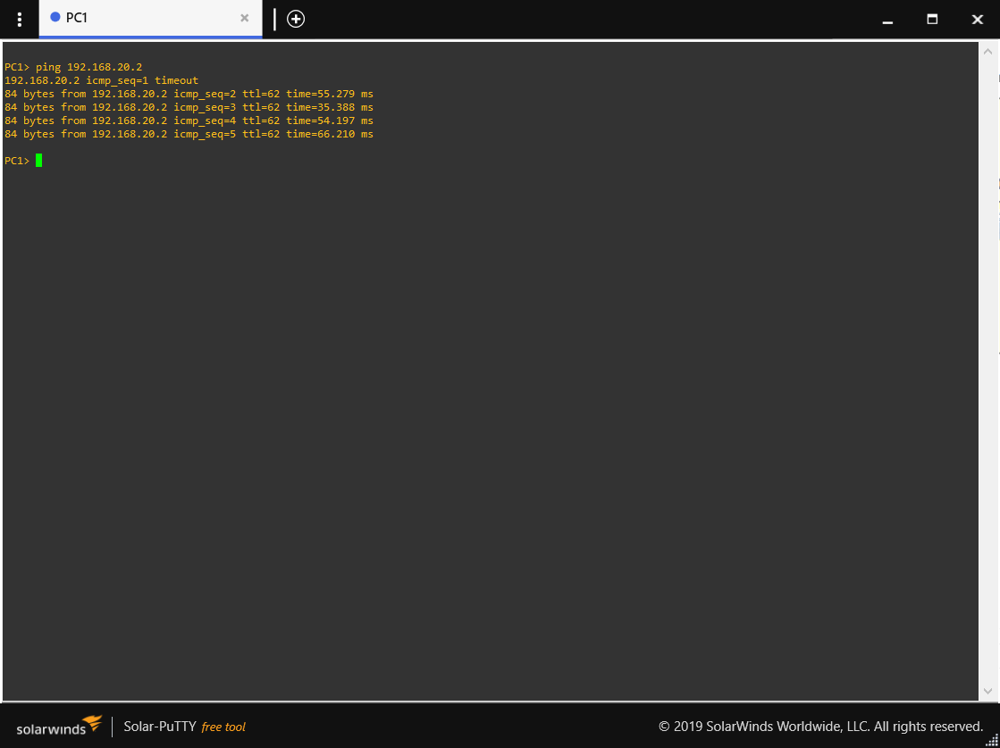 PC1
PC1> ping 192.168.20.2
192.168.20.2 icmp_seq=1 timeout
84 bytes from 192.168.20.2 icmp_seq=2 ttl=62 time=55.279 ms
84 bytes from 192.168.20.2 icmp_seq=3 ttl=62 time=35.388 ms
84 bytes from 192.168.20.2 icmp_seq=4 ttl=62 time=54.197 ms
84 bytes from 192.168.20.2 icmp_seq=5 ttl=62 time=66.210 ms
PC1>
solarwinds Solar-PuTTY free tool © 2019 SolarWinds Worldwide, LLC. All rights reserved.